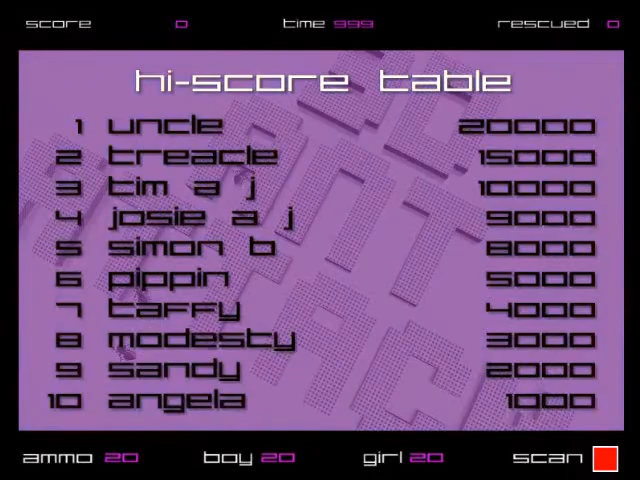 score 0 time 999 rescued 0
hi-score table
1 uncle 20000
2 treacle 15000
3 tim a j 10000
4 josie a j 9000
5 simon b 8000
6 pippin 5000
7 taffy 4000
8 modesty 3000
9 sandy 2000
10 angela 1000
ammo 20 boy 20 girl 20 scan